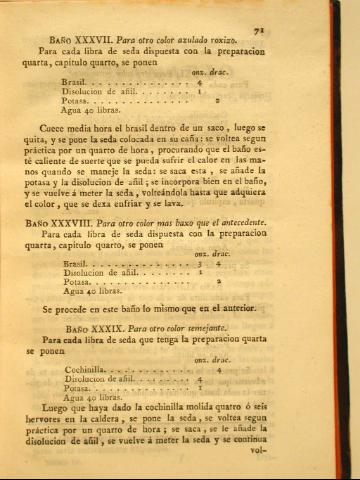 71
BAÑO XXXVII. Para otro color azulado roxizo.
Para cada libra de seda dispuesta con la preparacion
quarta, capitulo quarto, se ponen
onz. drac.
Brasil. . . . . . . . . . . . . . . 4
Disolucion de añil. . . . . . . . 1
Potasa. . . . . . . . . . . . . . . 2
Agua 40 libras.
Cuece media hora el brasil dentro de un saco, luego se
quita, y se pone la seda colocada en su caña: se voltea segun
práctica por un quarto de hora, procurando que el baño es-
té caliente de suerte que se pueda sufrir el calor en las ma-
nos quando se maneje la seda: se saca esta, se añade la
potasa y la disolucion de añil; se incorpora bien en el baño,
y se vuelve á meter la seda, volteándola hasta que adquiera
el color, que se dexa enfriar y se lava.
BAÑO XXXVIII. Para otro color mas baxo que el antecedente.
Para cada libra de seda dispuesta con la preparacion
quarta, capitulo quarto, se ponen
onz. drac.
Brasil. . . . . . . . . . . . . . . 3 4
Disolucion de añil. . . . . . . . 1
Potasa. . . . . . . . . . . . . . . 2
Agua 40 libras.
Se procede en este baño lo mismo que en el anterior.
BAÑO XXXIX. Para otro color semejante.
Para cada libra de seda que tenga la preparacion quarta
se ponen
onz. drac.
Cochinilla. . . . . . . . . . . . . 4
Disolucion de añil. . . . . . . . 4
Potasa. . . . . . . . . . . . . . . 1
Agua 40 libras.
Luego que haya dado la cochinilla molida quatro ó seis
hervores en la caldera, se pone la seda, se voltea segun
práctica por un quarto de hora; se saca, se le añade la
disolucion de añil, se vuelve á meter la seda y se continua
vol-